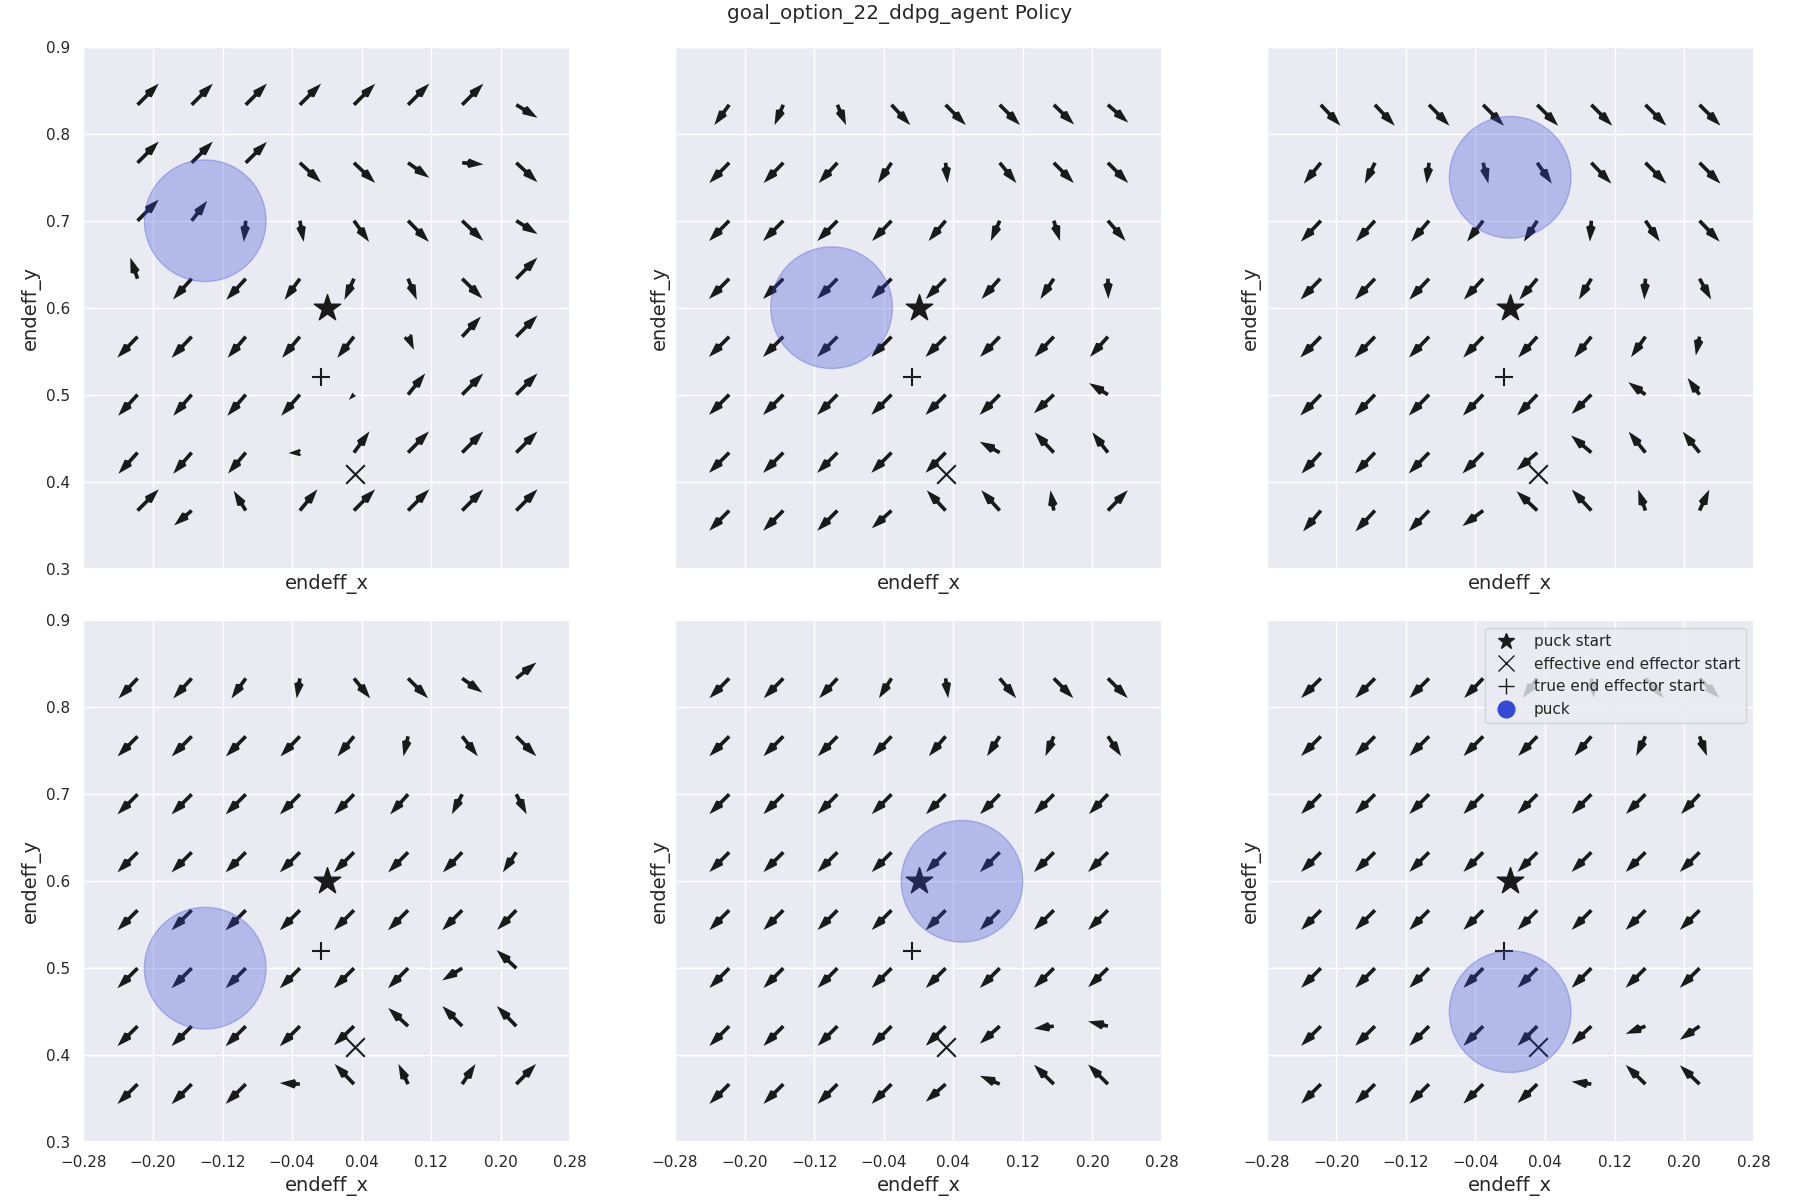 goal_option_22_ddpg_agent Policy
0.9
0.8
0.7
0.6
0.5
0.4
0.3
endeff_y
endeff_x
endeff_y
endeff_x
endeff_y
endeff_x
0.9
0.8
0.7
0.6
0.5
0.4
0.3
endeff_y
−0.28 −0.20 −0.12 −0.04 0.04 0.12 0.20 0.28
endeff_x
endeff_y
−0.28 −0.20 −0.12 −0.04 0.04 0.12 0.20 0.28
endeff_x
puck start
effective end effector start
true end effector start
puck
endeff_y
−0.28 −0.20 −0.12 −0.04 0.04 0.12 0.20 0.28
endeff_x